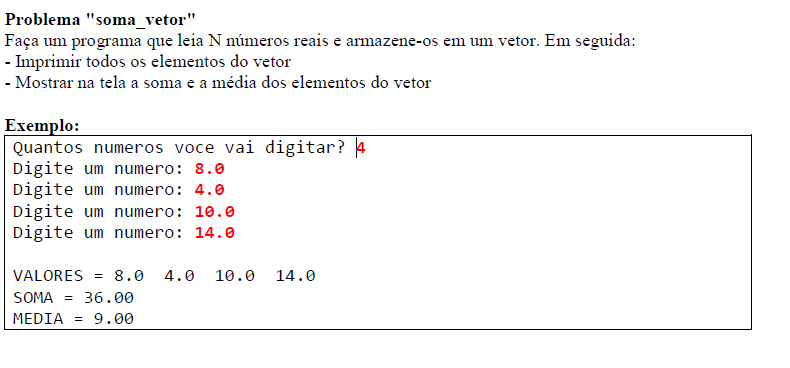 Problema "soma_vetor"
Faça um programa que leia N números reais e armazene-os em um vetor. Em seguida:
- Imprimir todos os elementos do vetor
- Mostrar na tela a soma e a média dos elementos do vetor
Exemplo:
Quantos numeros voce vai digitar? 4
Digite um numero: 8.0
Digite um numero: 4.0
Digite um numero: 10.0
Digite um numero: 14.0
VALORES = 8.0  4.0  10.0  14.0
SOMA = 36.00
MEDIA = 9.00